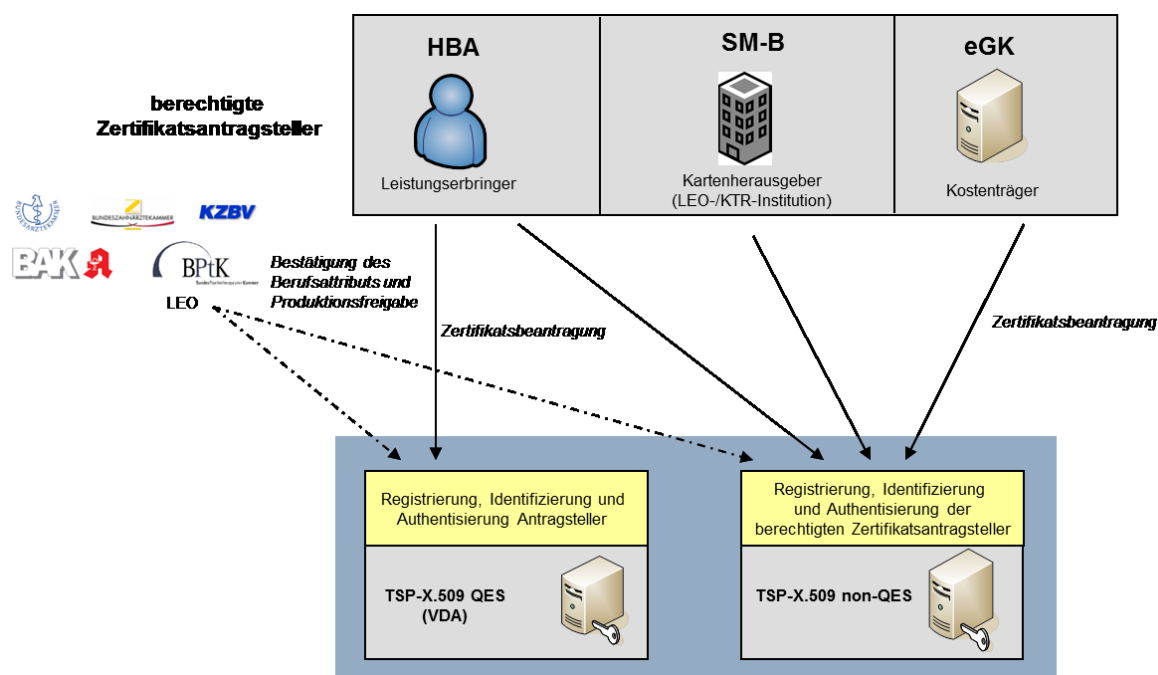 HBA
SM-B
eGK
berechtigte
Zertifikatsantragsteller
Leistungserbringer
Kartenherausgeber
(LEO-/KTR-Institution)
Kostenträger
BUNDESÄRZTEKAMMER
BUNDESZAHNÄRZTEKAMMER
KZBV
BAK
BPtK
BundesPsychotherapeutenKammer
LEO
Bestätigung des
Berufsattributs und
Produktionsfreigabe
Zertifikatsbeantragung
Zertifikatsbeantragung
Registrierung, Identifizierung und
Authentisierung Antragsteller
TSP-X.509 QES
(VDA)
Registrierung, Identifizierung
und Authentisierung der
berechtigten Zertifikatsantragsteller
TSP-X.509 non-QES